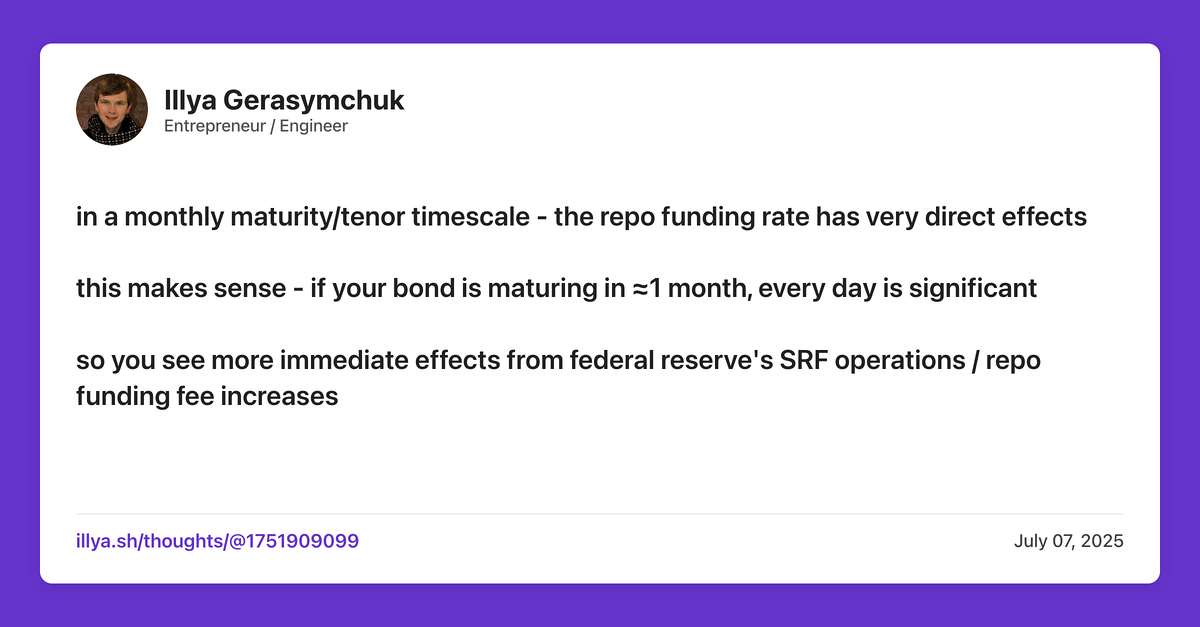 Illya Gerasymchuk
Entrepreneur / Engineer
in a monthly maturity/tenor timescale - the repo funding rate has very direct effects
this makes sense - if your bond is maturing in ≈1 month, every day is significant
so you see more immediate effects from federal reserve's SRF operations / repo
funding fee increases
illya.sh/thoughts/@1751909099
July 07, 2025